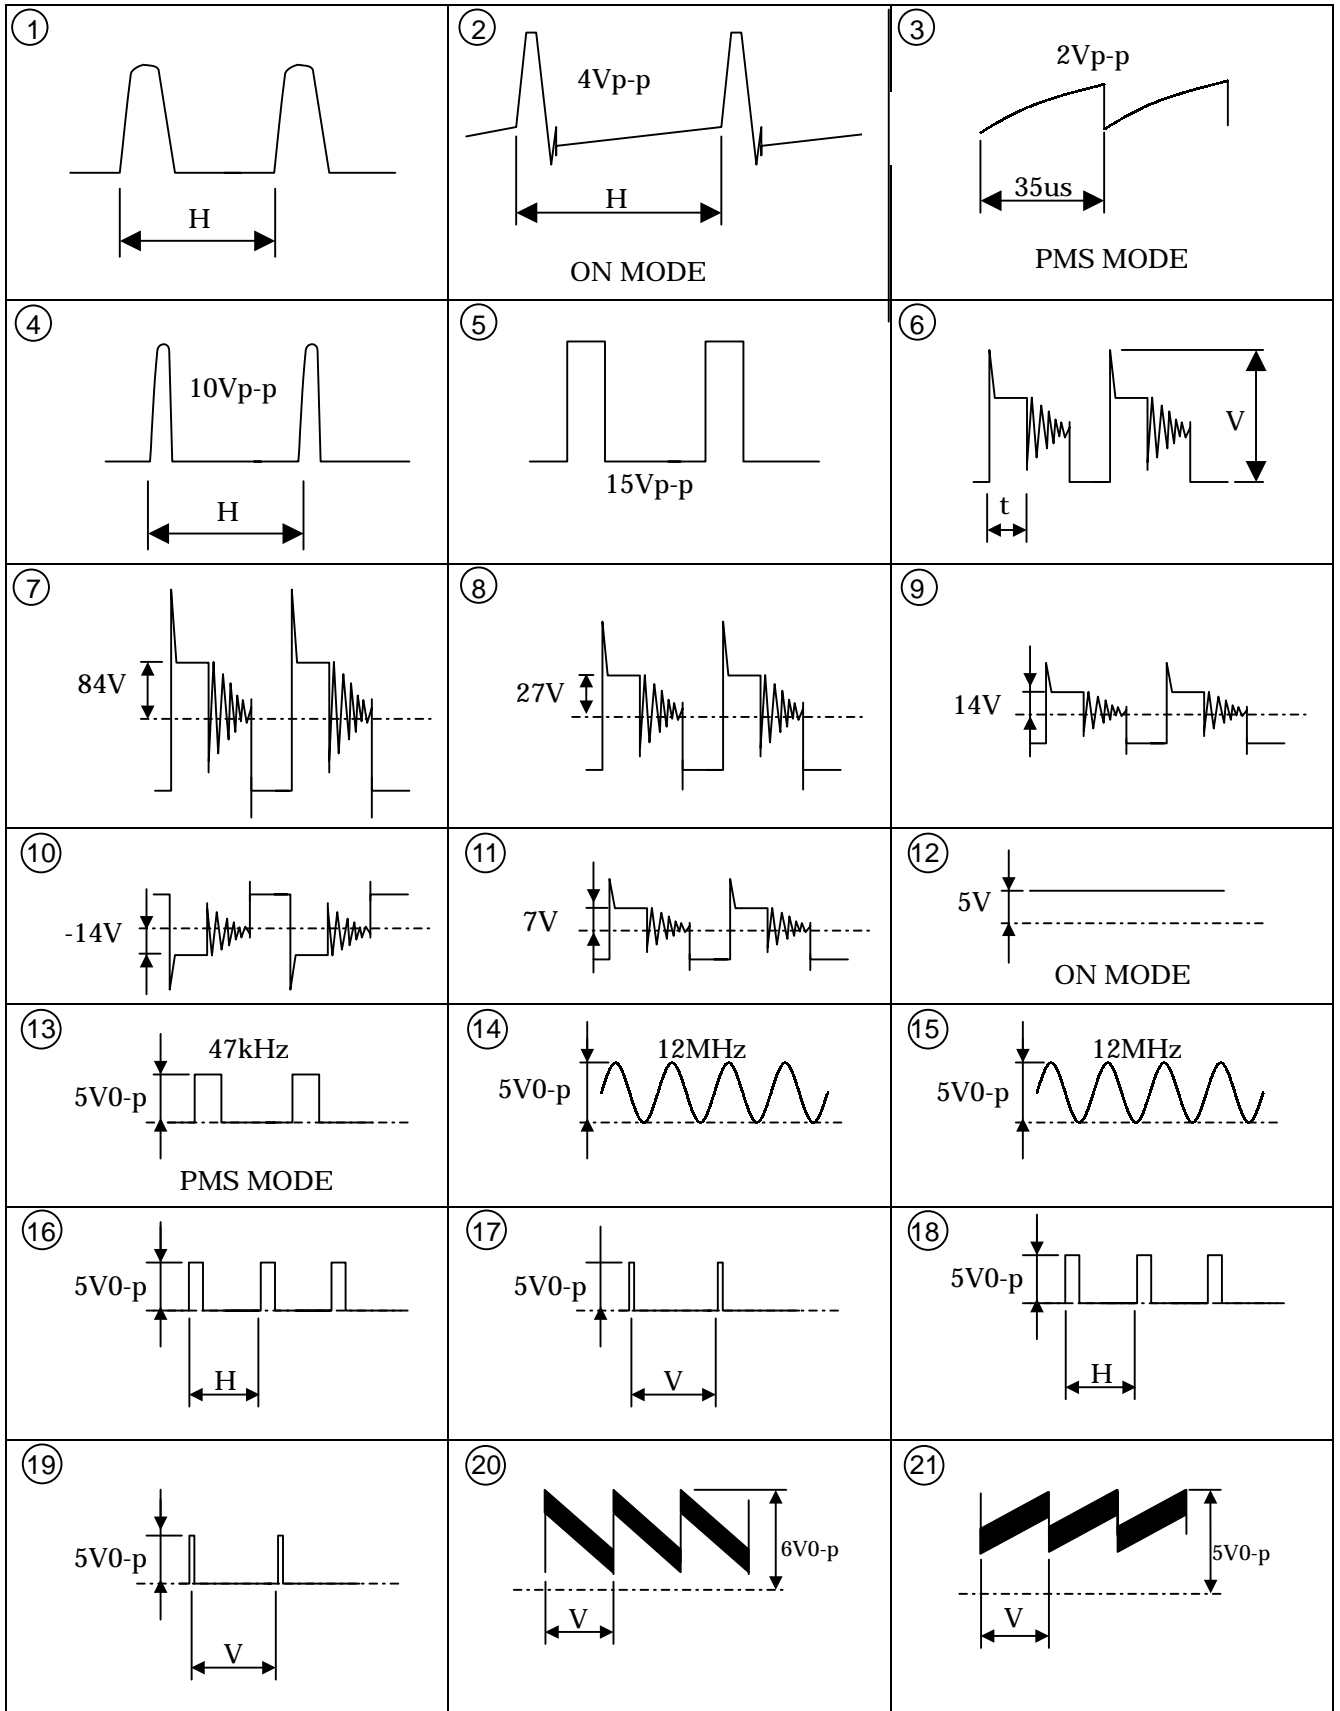 1
H
2
4Vp-p
H
ON MODE
3
2Vp-p
35us
PMS MODE
4
10Vp-p
H
5
15Vp-p
6
V
t
7
84V
8
27V
9
14V
10
-14V
11
7V
12
5V
ON MODE
13
47kHz
5V0-p
PMS MODE
14
12MHz
5V0-p
15
12MHz
5V0-p
16
5V0-p
H
17
5V0-p
V
18
5V0-p
H
19
5V0-p
V
20
6V0-p
V
21
5V0-p
V